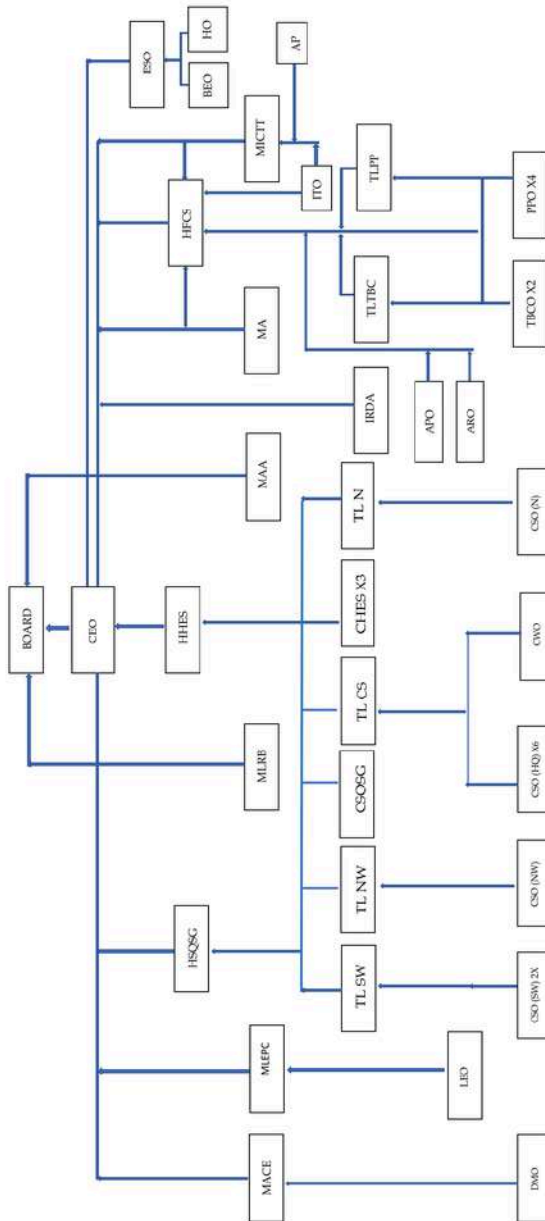 BOARD
CEO
ESO
BEO
HO
HHES
HSQSG
HFCS
MACE
MLEPC
MLRB
MAA
IRDA
MA
MICTT
AP
ITO
TL SW
TL NW
CSOSG
TL CS
CHES X3
TL N
TLTBC
TLPP
APO
ARO
LEO
DMO
CSO (SW) 2X
CSO (NW)
CSO (HQ) X6
CWO
CSO (N)
TBCO X2
PPO X4